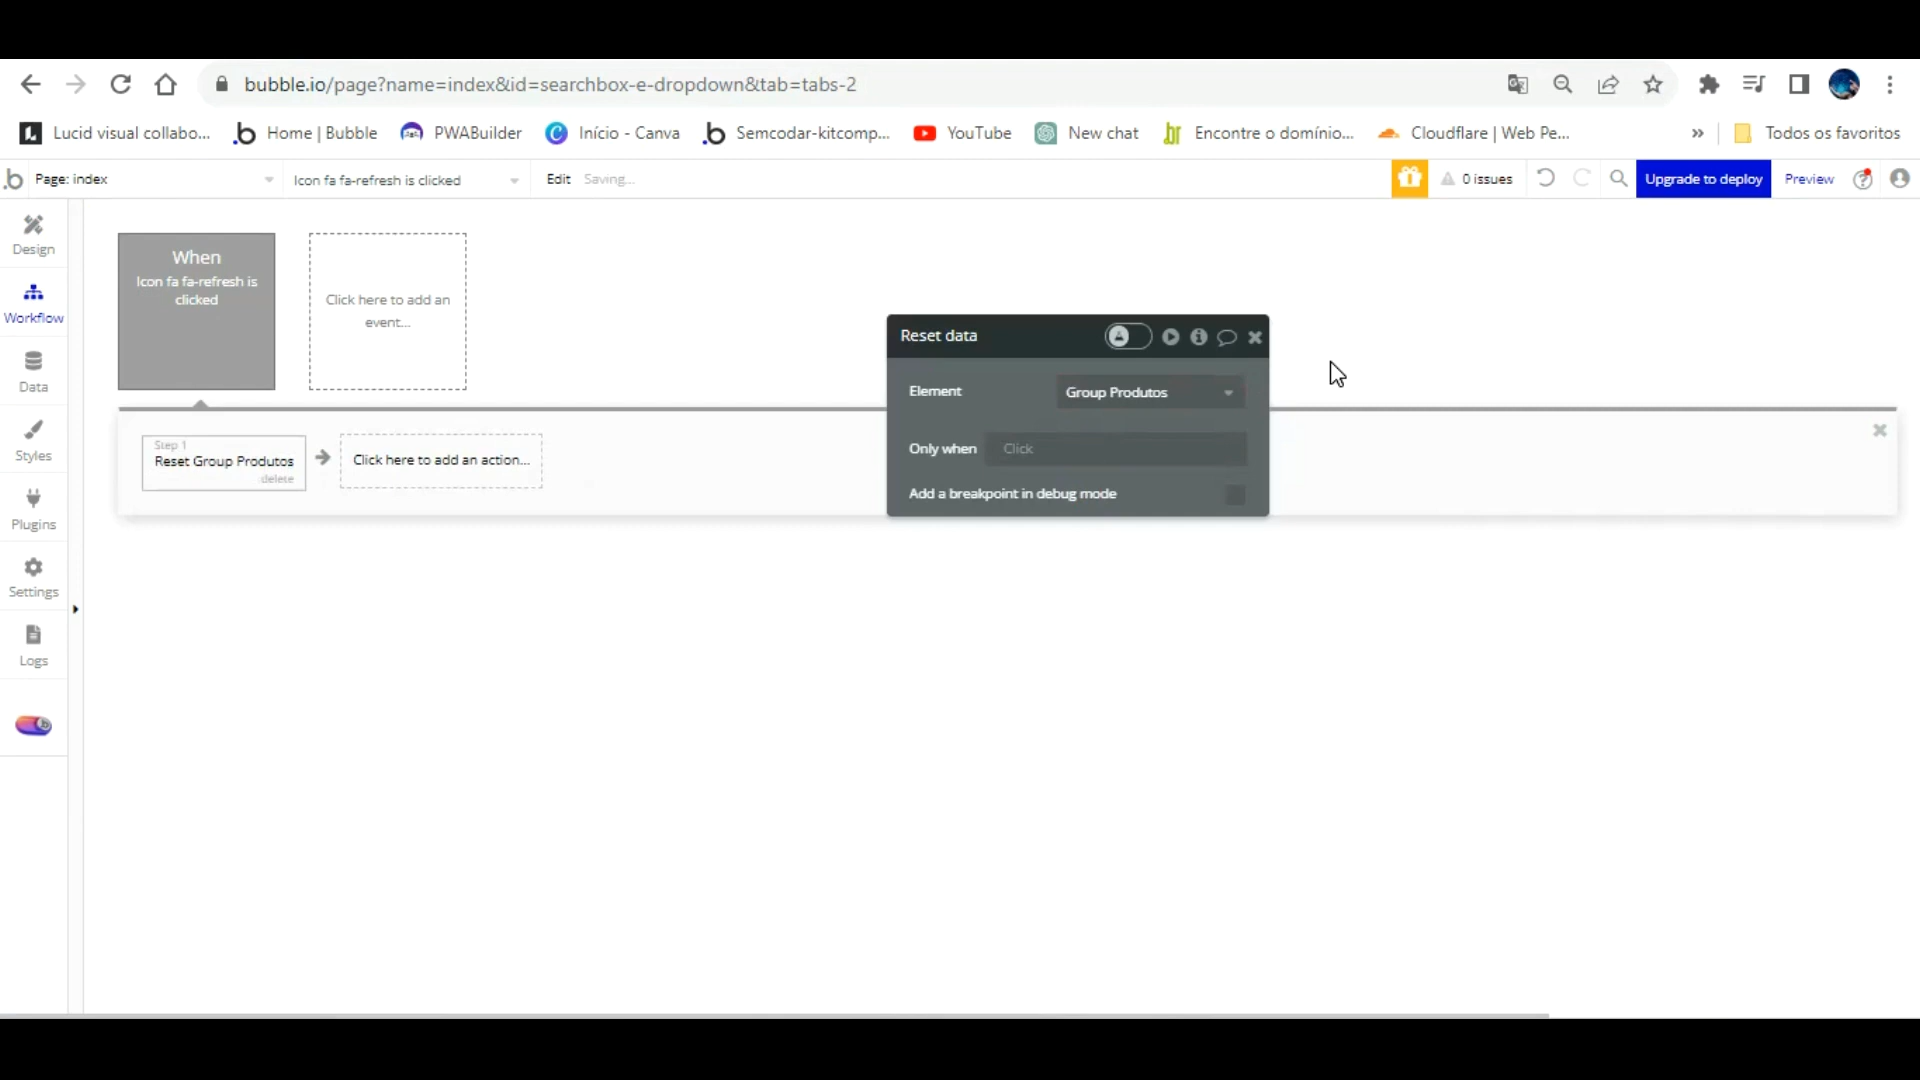 bubble.io/page?name=index&id=searchbox-e-dropdown&tab=tabs-2
Lucid visual collabo... Home | Bubble PWABuilder Início - Canva Semcodar-kitcomp... YouTube New chat Encontre o domínio... Cloudflare | Web Pe... » Todos os favoritos
Page: index Icon fa fa-refresh is clicked Edit Saving... 0 issues Upgrade to deploy Preview
Design
Workflow
Data
Styles
Plugins
Settings
Logs
When
Icon fa fa-refresh is
clicked
Click here to add an
event...
Step 1
Reset Group Produtos
delete
Click here to add an action...
Reset data
Element Group Produtos
Only when Click
Add a breakpoint in debug mode